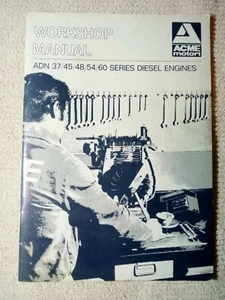 WORKSHOP
MANUAL
ACME
motori
ADN 37/45/48/54/60 SERIES DIESEL ENGINES